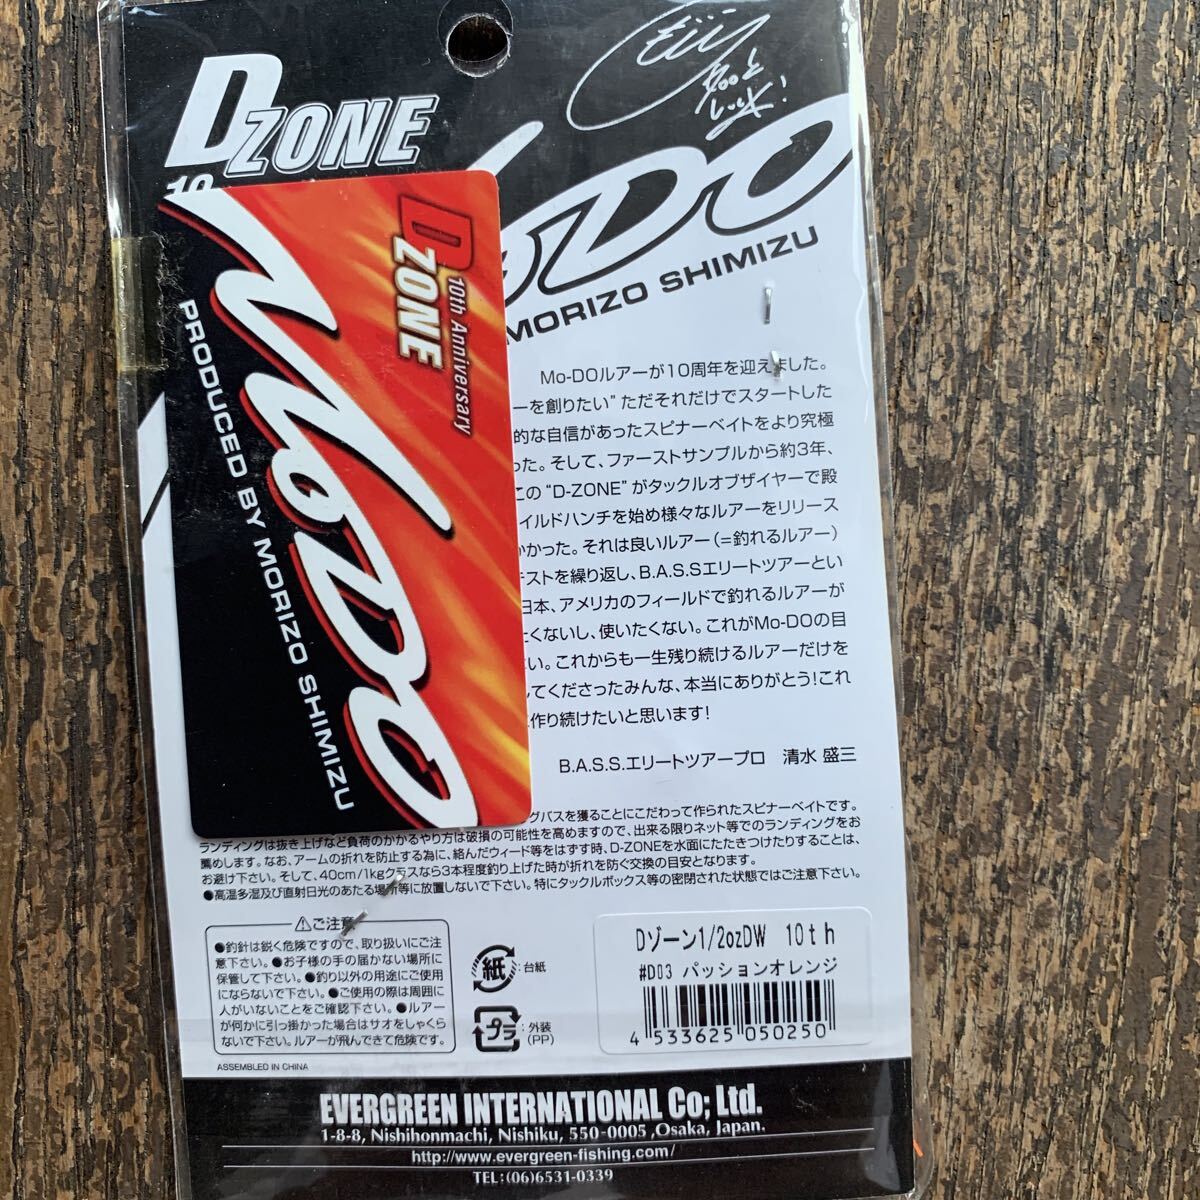 D ZONE
Good Luck!
MORIZO SHIMIZU
D ZONE
10th Anniversary
Mo-DO
PRODUCED BY MORIZO SHIMIZU
Mo-DOルアーが10周年を迎えました。
ーを創りたい” ただそれだけでスタートした
的な自信があったスピナーベイトをより究極
った。そして、ファーストサンプルから約3年、
この “D-ZONE” がタックルオブザイヤーで殿
イルドハンチを始め様々なルアーをリリース
かかった。それは良いルアー(=釣れるルアー)
テストを繰り返し、B.A.S.Sエリートツアーとい
日本、アメリカのフィールドで釣れるルアーが
たくないし、使いたくない。これがMo-DOの目
い。これからも一生残り続けるルアーだけを
してくださったみんな、本当にありがとう!これ
に作り続けたいと思います!
B.A.S.S.エリートツアープロ 清水 盛三
グバスを獲ることにこだわって作られたスピナーベイトです。
ランディングは抜き上げなど負荷のかかるやり方は破損の可能性を高めますので、出来る限りネット等でのランディングをお
薦めします。なお、アームの折れを防止する為に、絡んだウィード等をはずす時、D-ZONEを水面にたたきつけたりすることは、
お避け下さい。そして、40cm/1kgクラスなら3本程度釣り上げた時が折れを防ぐ交換の目安となります。
●高温多湿及び直射日光のあたる場所等に放置しないで下さい。特にタックルボックス等の密閉された状態ではご注意下さい。
⚠ご注意
●釣針は鋭く危険ですので、取り扱いにご注
意下さい。●お子様の手の届かない場所に
保管して下さい。●釣り以外の用途にご使用
にならないで下さい。●ご使用の際は周囲に
人がいないことをご確認下さい。●ルアー
が何かに引っ掛かった場合はサオをしゃくら
ないで下さい。ルアーが飛んできて危険です。
紙 :台紙
プラ :外装
(PP)
Dゾーン1/2ozDW 10th
#D03 パッションオレンジ
4 533625 050250
ASSEMBLED IN CHINA
EVERGREEN INTERNATIONAL Co; Ltd.
1-8-8, Nishihonmachi, Nishiku, 550-0005 ,Osaka, Japan.
http://www.evergreen-fishing.com/
TEL:(06)6531-0339